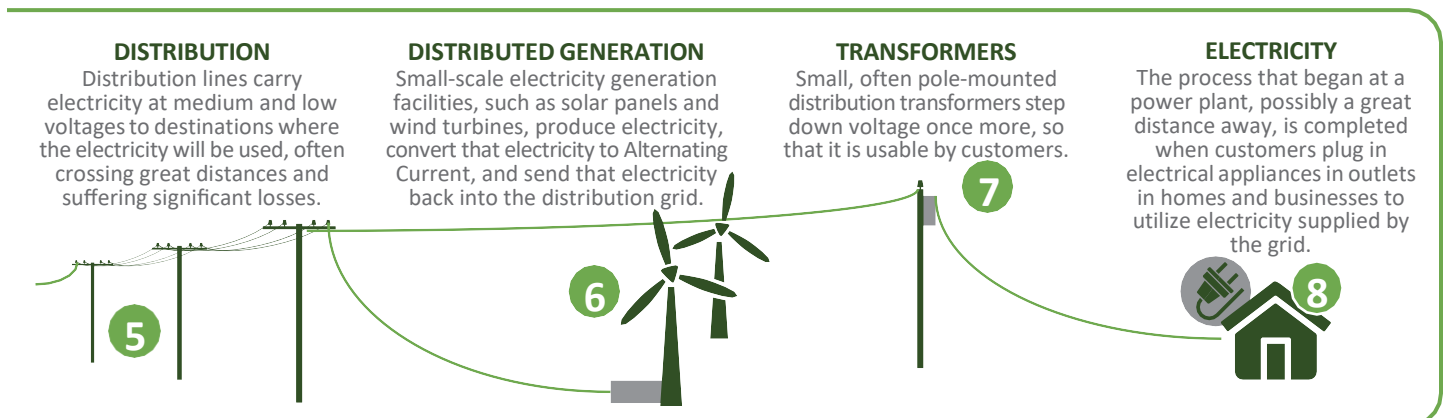 DISTRIBUTION
Distribution lines carry
electricity at medium and low
voltages to destinations where
the electricity will be used, often
crossing great distances and
suffering significant losses.
5
DISTRIBUTED GENERATION
Small-scale electricity generation
facilities, such as solar panels and
wind turbines, produce electricity,
convert that electricity to Alternating
Current, and send that electricity
back into the distribution grid.
6
TRANSFORMERS
Small, often pole-mounted
distribution transformers step
down voltage once more, so
that it is usable by customers.
7
ELECTRICITY
The process that began at a
power plant, possibly a great
distance away, is completed
when customers plug in
electrical appliances in outlets
in homes and businesses to
utilize electricity supplied by
the grid.
8